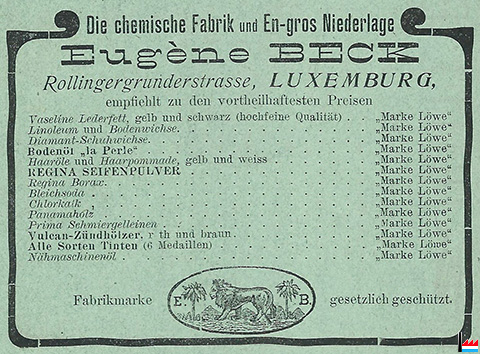 Die chemische Fabrik und En-gros Niederlage
Eugène BECK
Rollingergrunderstrasse, LUXEMBURG,
empfiehlt zu den vortheilhaftesten Preisen
Vaseline Lederfett, gelb und schwarz (hochfeine Qualität) . . . . „Marke Löwe“
Linoleum und Bodenwichse. . . . . „Marke Löwe“
Diamant-Schuhwichse. . . . . „Marke Löwe“
Bodenöl „la Perle“ . . . . „Marke Löwe“
Haaröle und Haarpommade, gelb und weiss . . . . „Marke Löwe“
REGINA SEIFENPULVER . . . . „Marke Löwe“
Regina Borax. . . . . „Marke Löwe“
Bleichsoda . . . . „Marke Löwe“
Chlorkalk . . . . „Marke Löwe“
Panamaholz . . . . „Marke Löwe“
Prima Schmiergelleinen . . . . „Marke Löwe“
Vulcan-Zündhölzer, r th und braun . . . . „Marke Löwe“
Alle Sorten Tinten (6 Medaillen) . . . . „Marke Löwe“
Nähmaschinenöl . . . . „Marke Löwe“
Fabrikmarke E. B. gesetzlich geschützt.